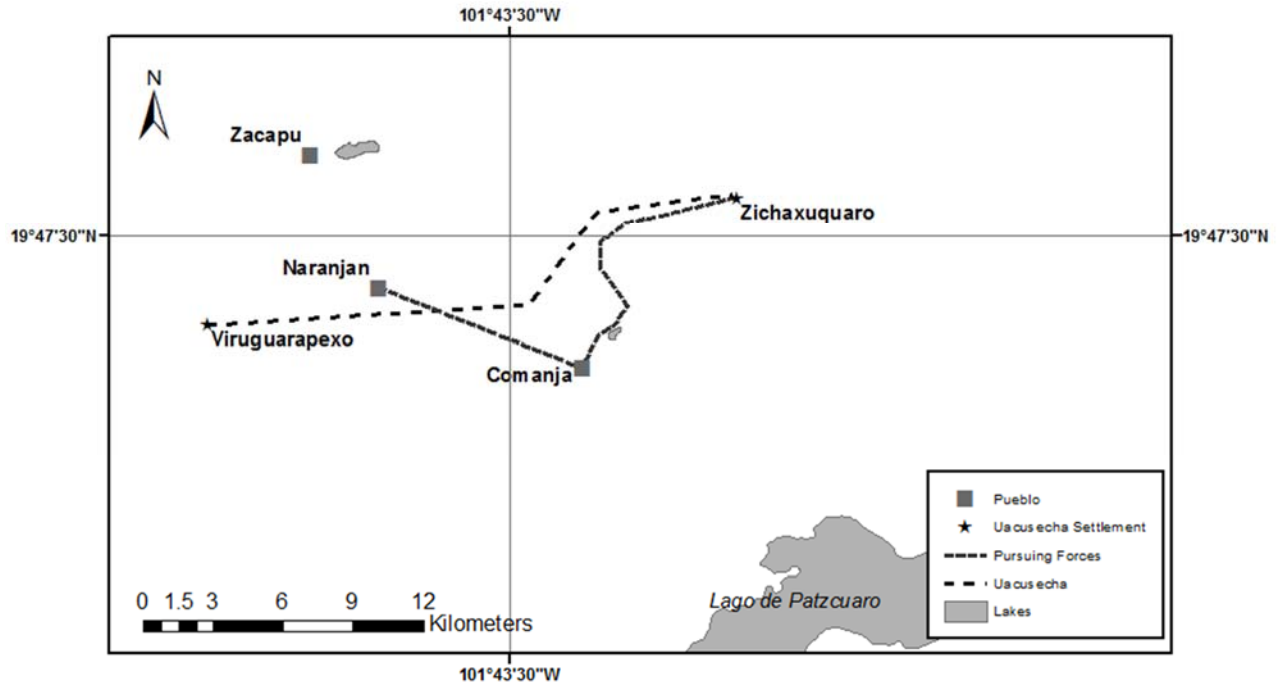 101°43'30"W
N
Zacapu
Zichaxuquaro
19°47'30"N
19°47'30"N
Naranjan
Viruguarapexo
Comanja
Pueblo
Uacusecha Settlement
Pursuing Forces
Uacusecha
Lakes
0 1.5 3 6 9 12
Kilometers
Lago de Patzcuaro
101°43'30"W